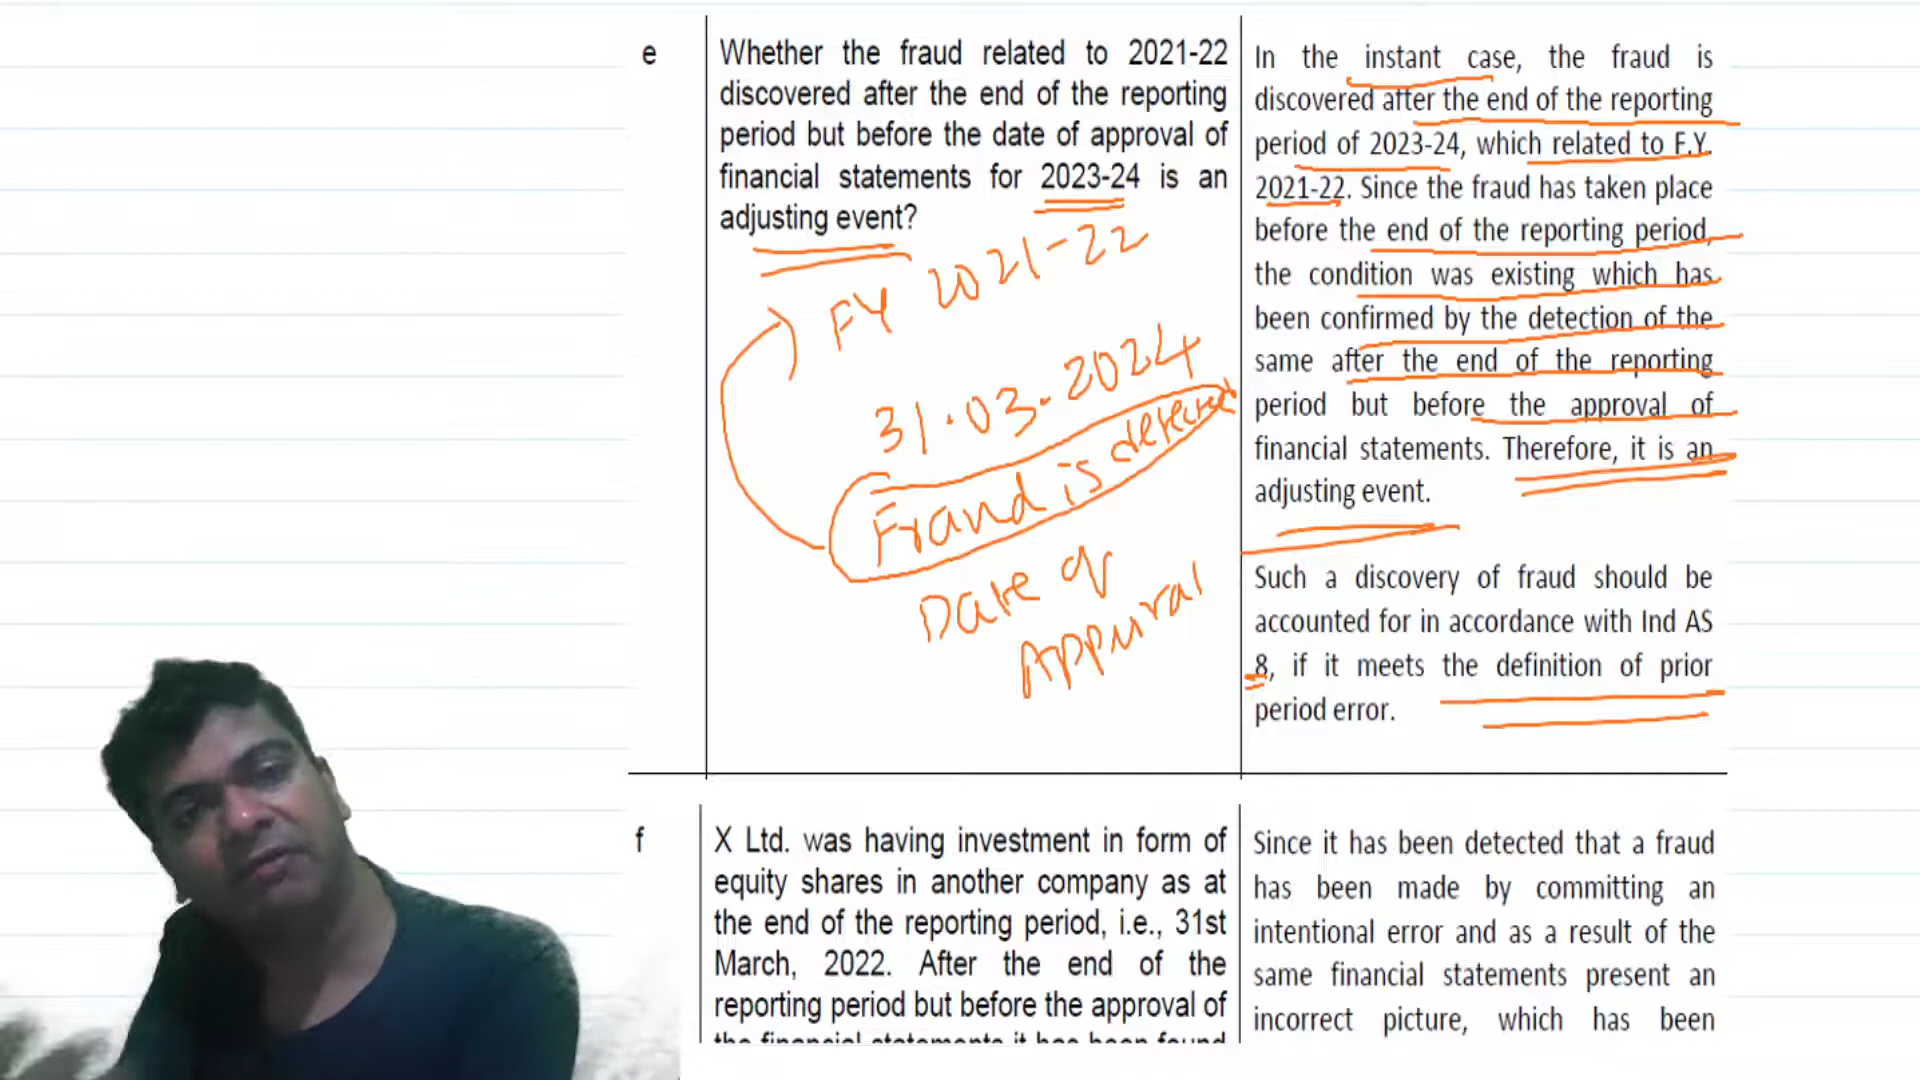 e
Whether the fraud related to 2021-22
discovered after the end of the reporting
period but before the date of approval of
financial statements for 2023-24 is an
adjusting event?
FY 2021-22
31.03.2024
Fraud is detected
Date of
Approval
In the instant case, the fraud is
discovered after the end of the reporting
period of 2023-24, which related to F.Y.
2021-22. Since the fraud has taken place
before the end of the reporting period,
the condition was existing which has
been confirmed by the detection of the
same after the end of the reporting
period but before the approval of
financial statements. Therefore, it is an
adjusting event.
Such a discovery of fraud should be
accounted for in accordance with Ind AS
8, if it meets the definition of prior
period error.
f
X Ltd. was having investment in form of
equity shares in another company as at
the end of the reporting period, i.e., 31st
March, 2022. After the end of the
reporting period but before the approval of
the financial statements it has been found
Since it has been detected that a fraud
has been made by committing an
intentional error and as a result of the
same financial statements present an
incorrect picture, which has been